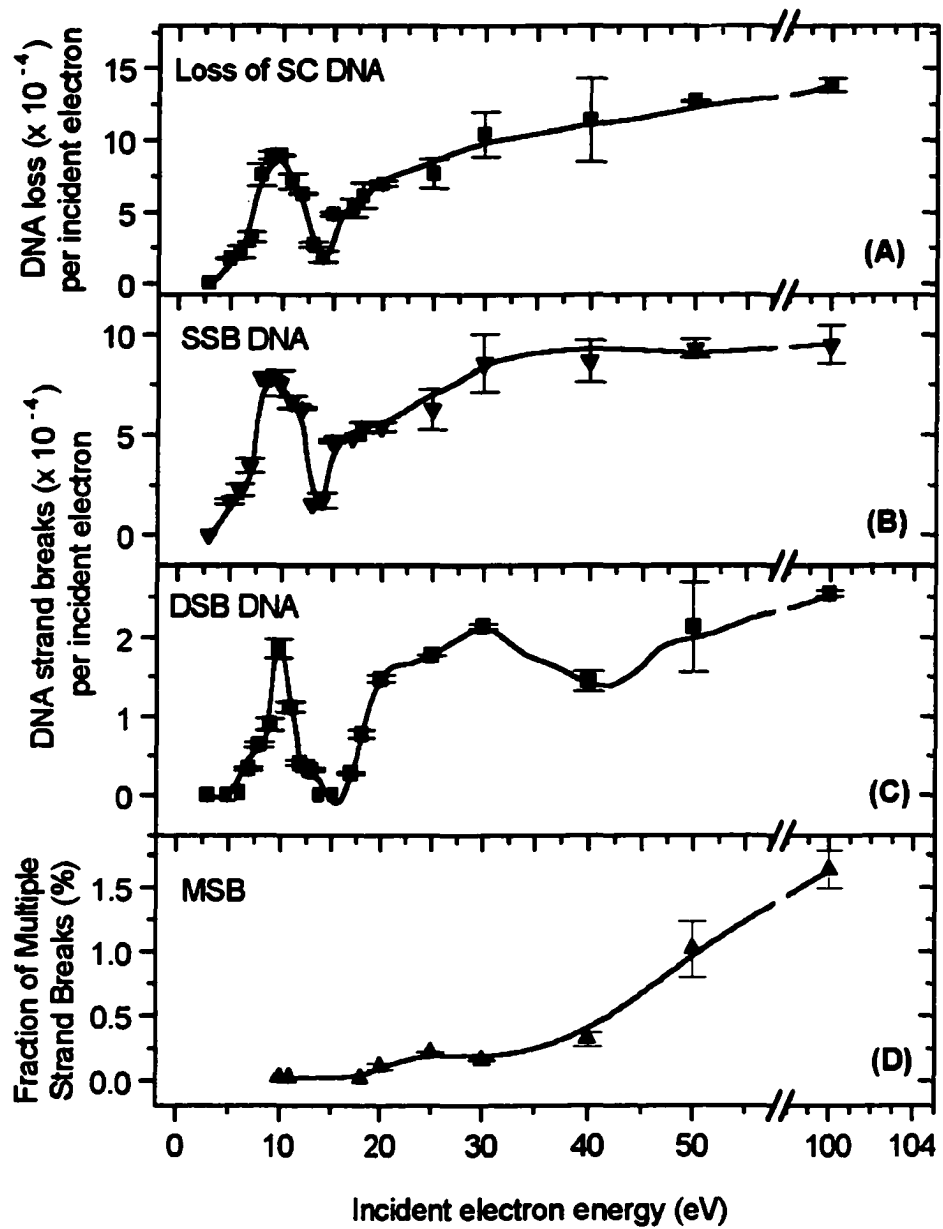 DNA loss (x 10⁻⁴)
per incident electron
15
10
5
0
Loss of SC DNA
(A)
DNA strand breaks (x 10⁻⁴)
per incident electron
10
5
0
SSB DNA
(B)
2
1
0
DSB DNA
(C)
Fraction of Multiple
Strand Breaks (%)
1.5
1.0
0.5
0.0
MSB
(D)
0 10 20 30 40 50 100 104
Incident electron energy (eV)